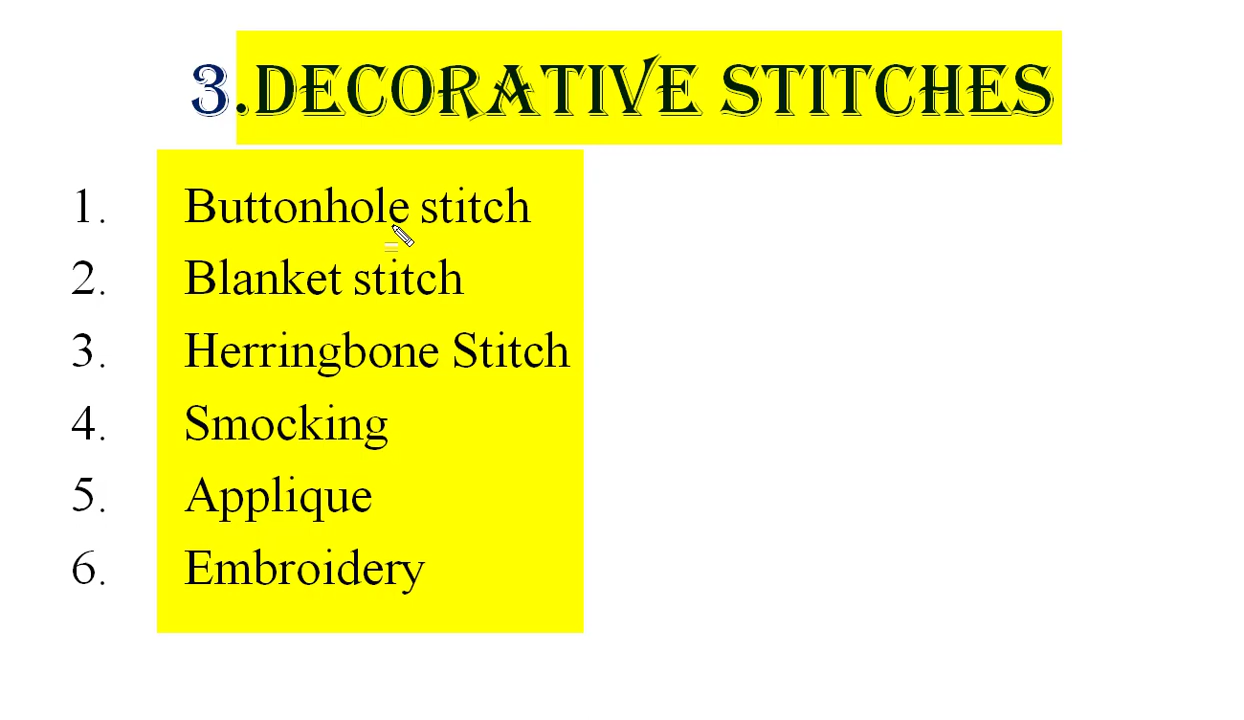 3.DECORATIVE STITCHES
1. Buttonhole stitch
2. Blanket stitch
3. Herringbone Stitch
4. Smocking
5. Applique
6. Embroidery